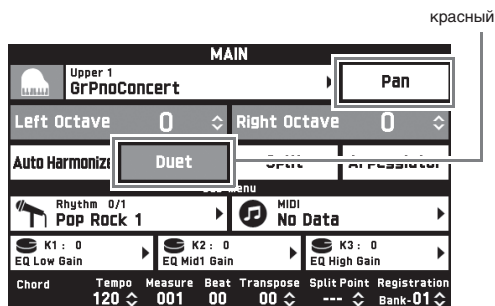 красный
MAIN
Upper 1
GrPnoConcert
Pan
Left Octave 0 Right Octave 0
Auto Harmonize Duet Split Arpeggiator
menu
Rhythm 0/1 MIDI
Pop Rock 1 No Data
K1: 0 K2: 0 K3: 0
EQ Low Gain EQ Mid1 Gain EQ High Gain
Chord Tempo Measure Beat Transpose Split Point Registration
120 001 00 00 --- Bank-01